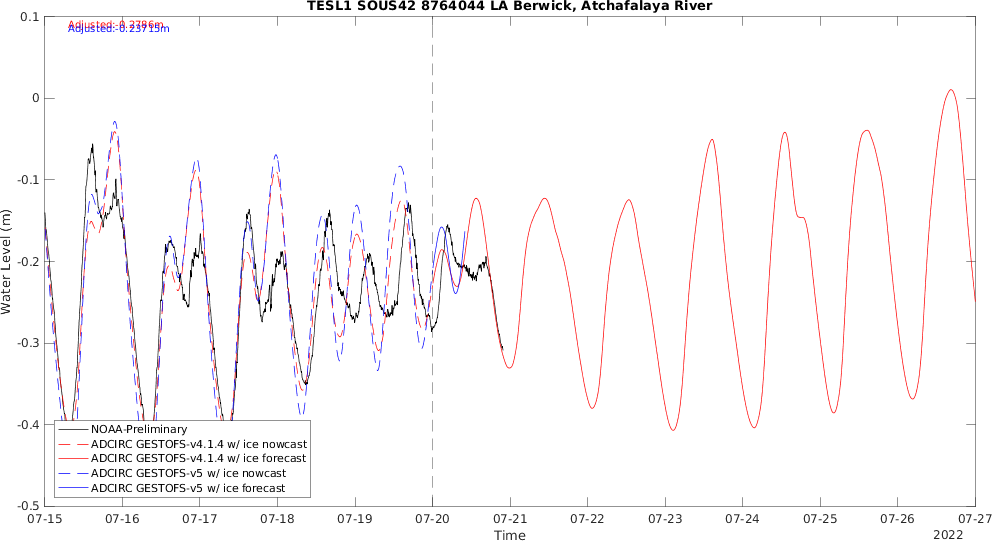 TESL1 SOUS42 8764044 LA Berwick, Atchafalaya River
Adjusted:-0.2786m
Adjusted:-0.23715m
0.1
0
-0.1
-0.2
-0.3
-0.4
-0.5
Water Level (m)
NOAA-Preliminary
ADCIRC GESTOFS-v4.1.4 w/ ice nowcast
ADCIRC GESTOFS-v4.1.4 w/ ice forecast
ADCIRC GESTOFS-v5 w/ ice nowcast
ADCIRC GESTOFS-v5 w/ ice forecast
07-15 07-16 07-17 07-18 07-19 07-20 07-21 07-22 07-23 07-24 07-25 07-26 07-27
Time
2022